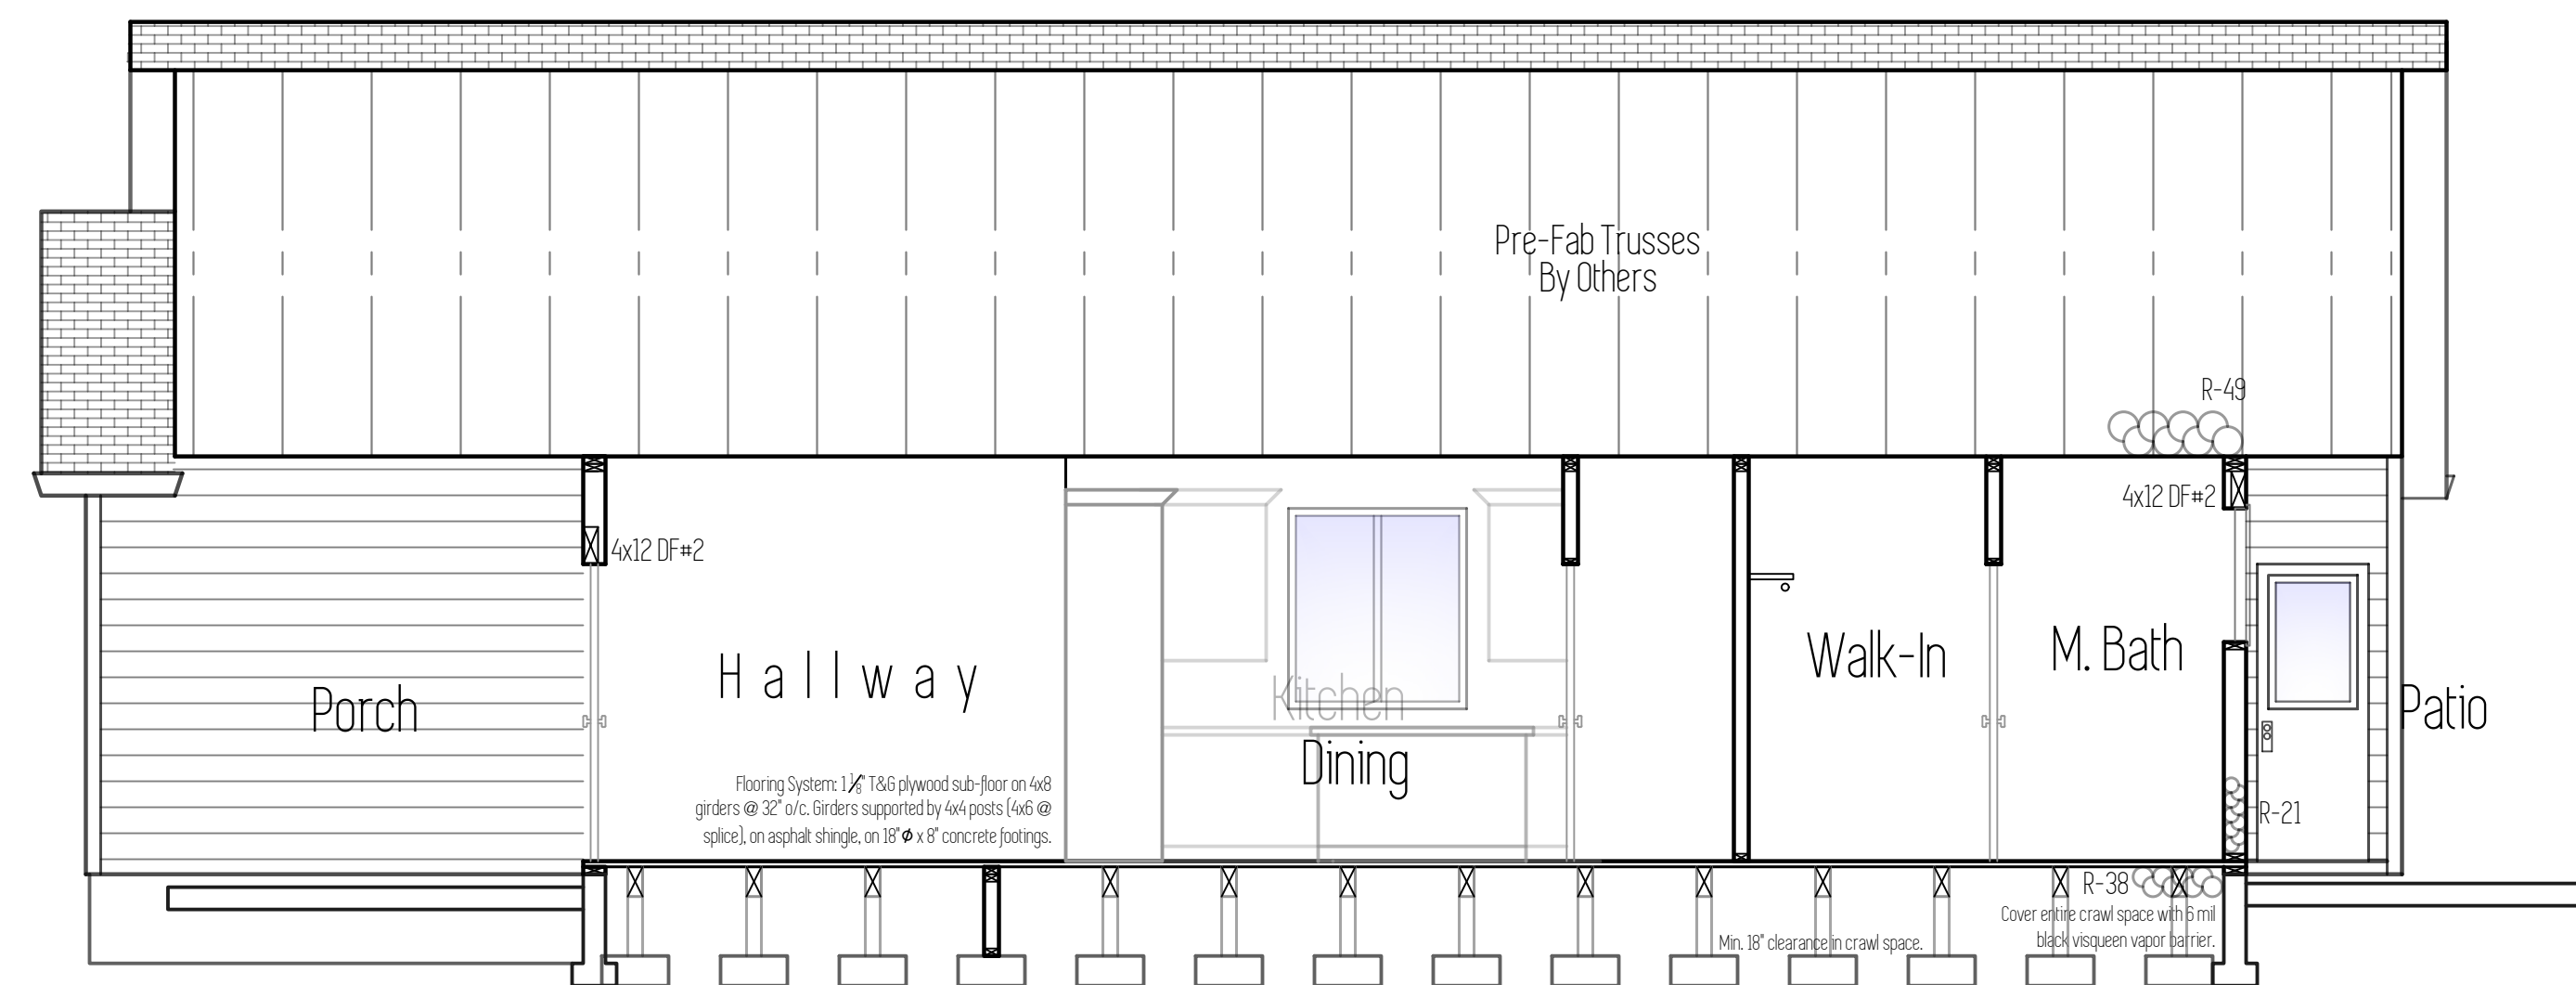 Pre-Fab Trusses
By Others
R-49
4x12 DF#2
4x12 DF#2
Hallway
Walk-In
M. Bath
Porch
Kitchen
Patio
Dining
Flooring System: 1 1/8" T&G plywood sub-floor on 4x8
girders @ 32" o/c. Girders supported by 4x4 posts (4x6 @
splice), on asphalt shingle, on 18"ϕ x 8" concrete footings.
R-21
R-38
Cover entire crawl space with 6 mil
black visqueen vapor barrier.
Min. 18" clearance in crawl space.